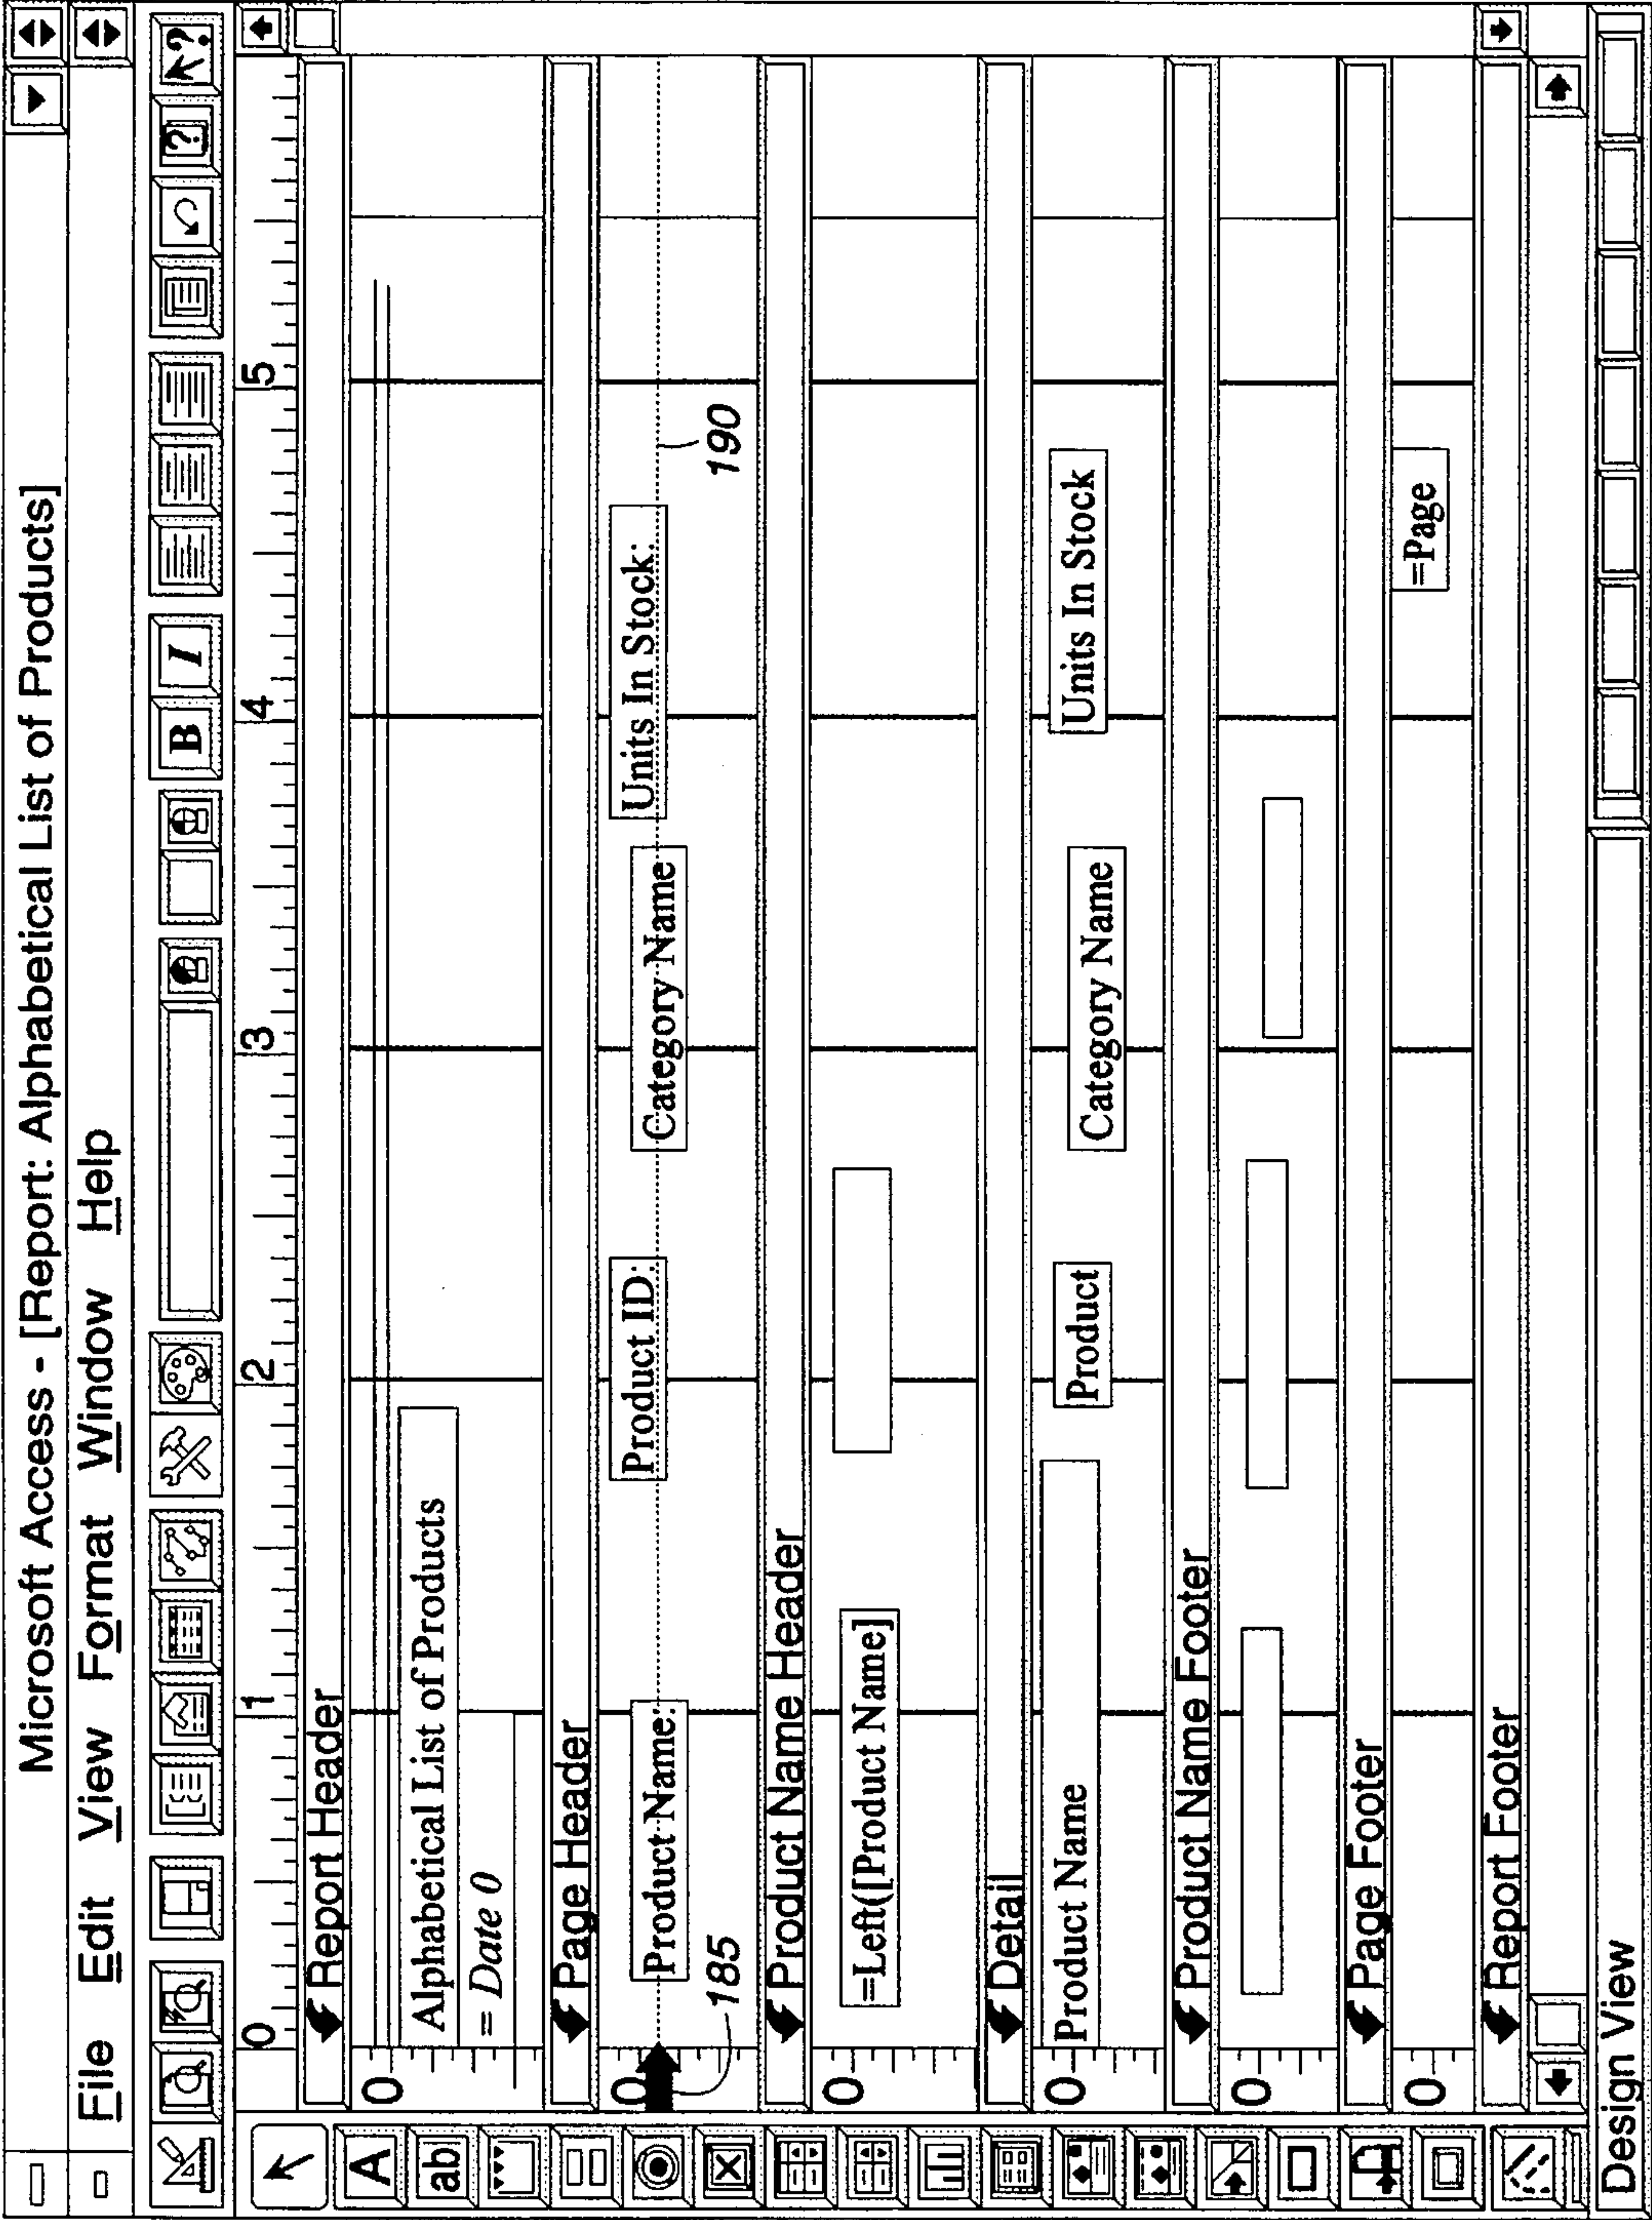 Microsoft Access - [Report: Alphabetical List of Products]
File Edit View Format Window Help
B I ? ?
0 1 2 3 4 5
Report Header
0
Alphabetical List of Products
= Date 0
Page Header
0 Product Name: Product ID: Category Name Units In Stock:
185 190
Product Name Header
0 =Left([Product Name]
Detail
0 Product Name Product Category Name Units In Stock
Product Name Footer
0
Page Footer
0 =Page
Report Footer
A
ab
Design View